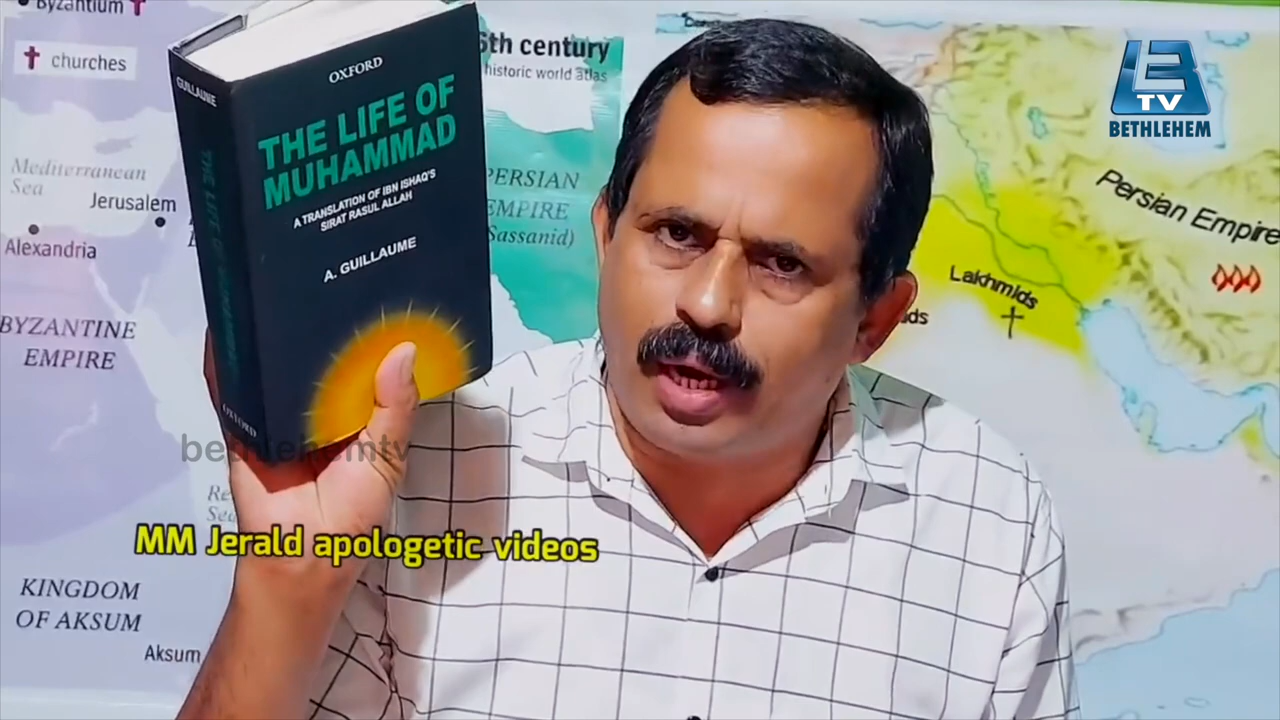 Byzantium
churches
Mediterranean
Sea
Jerusalem
Alexandria
BYZANTINE
EMPIRE
KINGDOM
OF AKSUM
Aksum
GUILLAUME
THE LIFE OF MUHAMMAD
OXFORD
OXFORD
THE LIFE OF
MUHAMMAD
A TRANSLATION OF IBN ISHAQ'S
SIRAT RASUL ALLAH
A. GUILLAUME
6th century
historic world atlas
PERSIAN
EMPIRE
(Sassanid)
Persian Empire
Lakhmids
TV
BETHLEHEM
bethlehemtv
MM Jerald apologetic videos